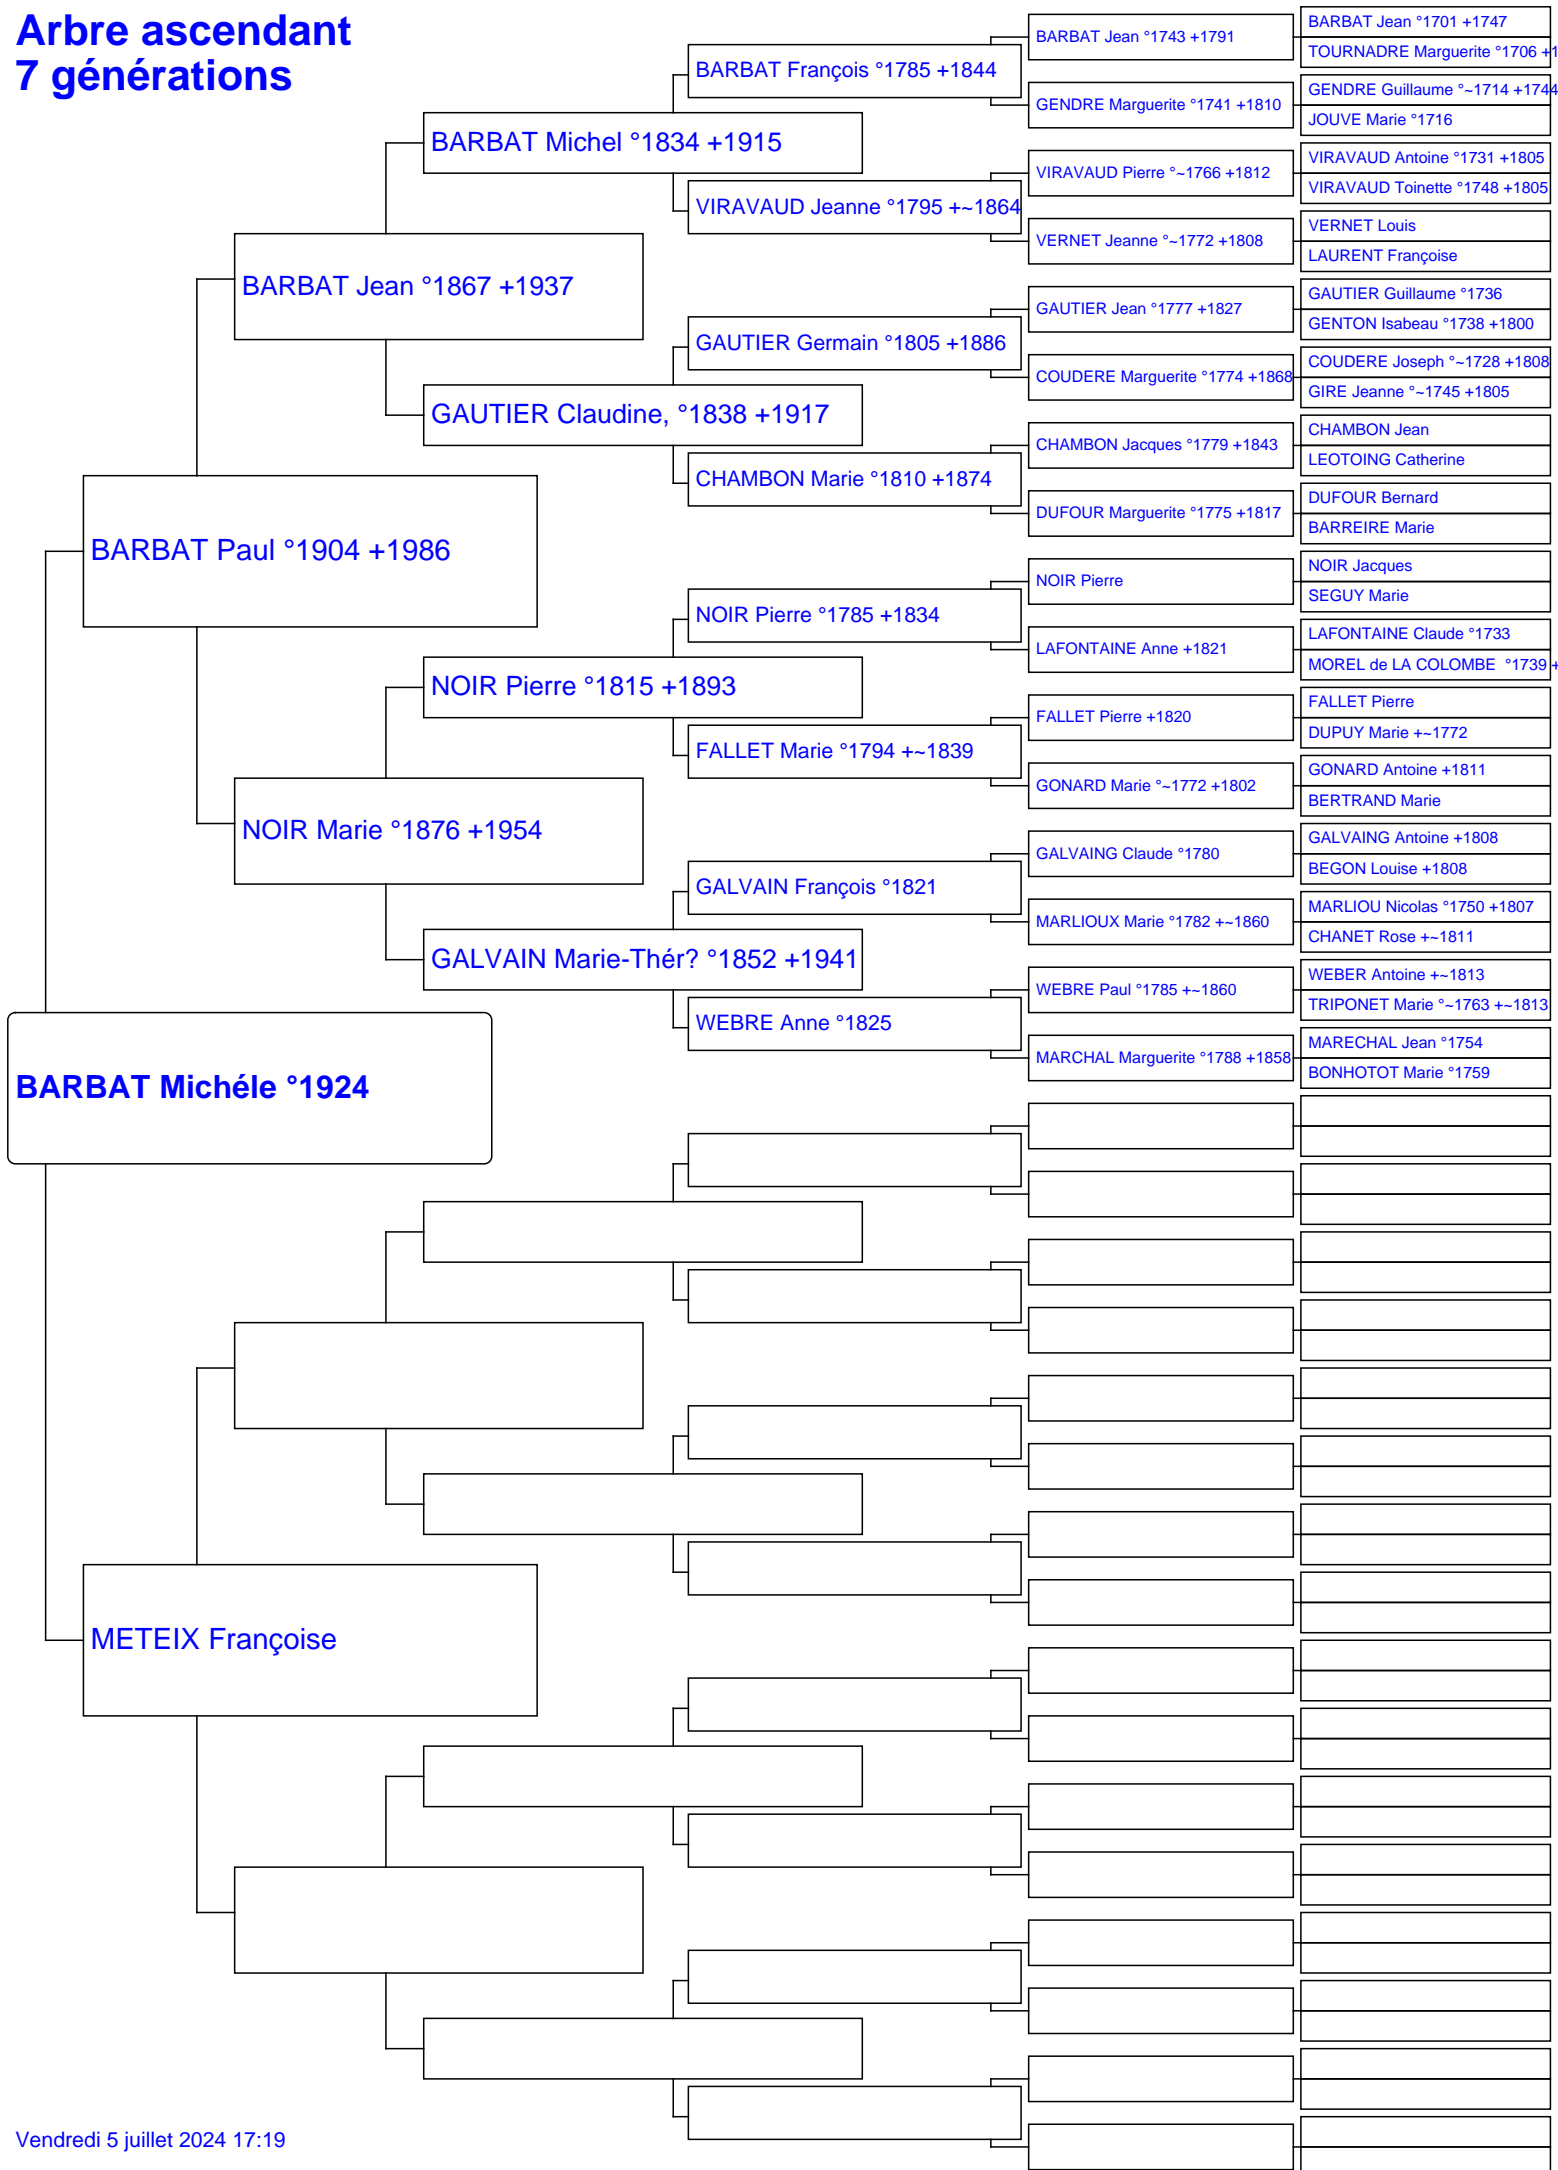 Arbre ascendant
7 générations
BARBAT Michéle °1924
BARBAT Paul °1904 +1986
METEIX Françoise
BARBAT Jean °1867 +1937
NOIR Marie °1876 +1954
BARBAT Michel °1834 +1915
GAUTIER Claudine, °1838 +1917
NOIR Pierre °1815 +1893
GALVAIN Marie-Thér? °1852 +1941
BARBAT François °1785 +1844
VIRAVAUD Jeanne °1795 +~1864
GAUTIER Germain °1805 +1886
CHAMBON Marie °1810 +1874
NOIR Pierre °1785 +1834
FALLET Marie °1794 +~1839
GALVAIN François °1821
WEBRE Anne °1825
BARBAT Jean °1743 +1791
GENDRE Marguerite °1741 +1810
VIRAVAUD Pierre °~1766 +1812
VERNET Jeanne °~1772 +1808
GAUTIER Jean °1777 +1827
COUDERE Marguerite °1774 +1868
CHAMBON Jacques °1779 +1843
DUFOUR Marguerite °1775 +1817
NOIR Pierre
LAFONTAINE Anne +1821
FALLET Pierre +1820
GONARD Marie °~1772 +1802
GALVAING Claude °1780
MARLIOUX Marie °1782 +~1860
WEBRE Paul °1785 +~1860
MARCHAL Marguerite °1788 +1858
BARBAT Jean °1701 +1747
TOURNADRE Marguerite °1706 +1
GENDRE Guillaume °~1714 +1744
JOUVE Marie °1716
VIRAVAUD Antoine °1731 +1805
VIRAVAUD Toinette °1748 +1805
VERNET Louis
LAURENT Françoise
GAUTIER Guillaume °1736
GENTON Isabeau °1738 +1800
COUDERE Joseph °~1728 +1808
GIRE Jeanne °~1745 +1805
CHAMBON Jean
LEOTOING Catherine
DUFOUR Bernard
BARREIRE Marie
NOIR Jacques
SEGUY Marie
LAFONTAINE Claude °1733
MOREL de LA COLOMBE °1739 +
FALLET Pierre
DUPUY Marie +~1772
GONARD Antoine +1811
BERTRAND Marie
GALVAING Antoine +1808
BEGON Louise +1808
MARLIOU Nicolas °1750 +1807
CHANET Rose +~1811
WEBER Antoine +~1813
TRIPONET Marie °~1763 +~1813
MARECHAL Jean °1754
BONHOTOT Marie °1759
Vendredi 5 juillet 2024 17:19